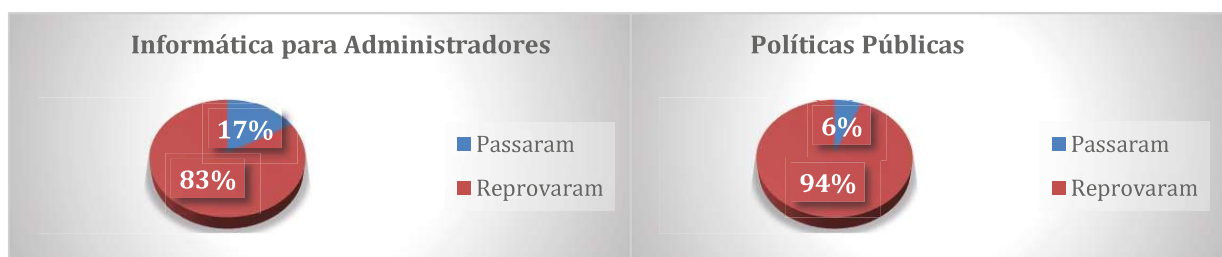 Informática para Administradores
17%
83%
Passaram
Reprovaram
Políticas Públicas
6%
94%
Passaram
Reprovaram